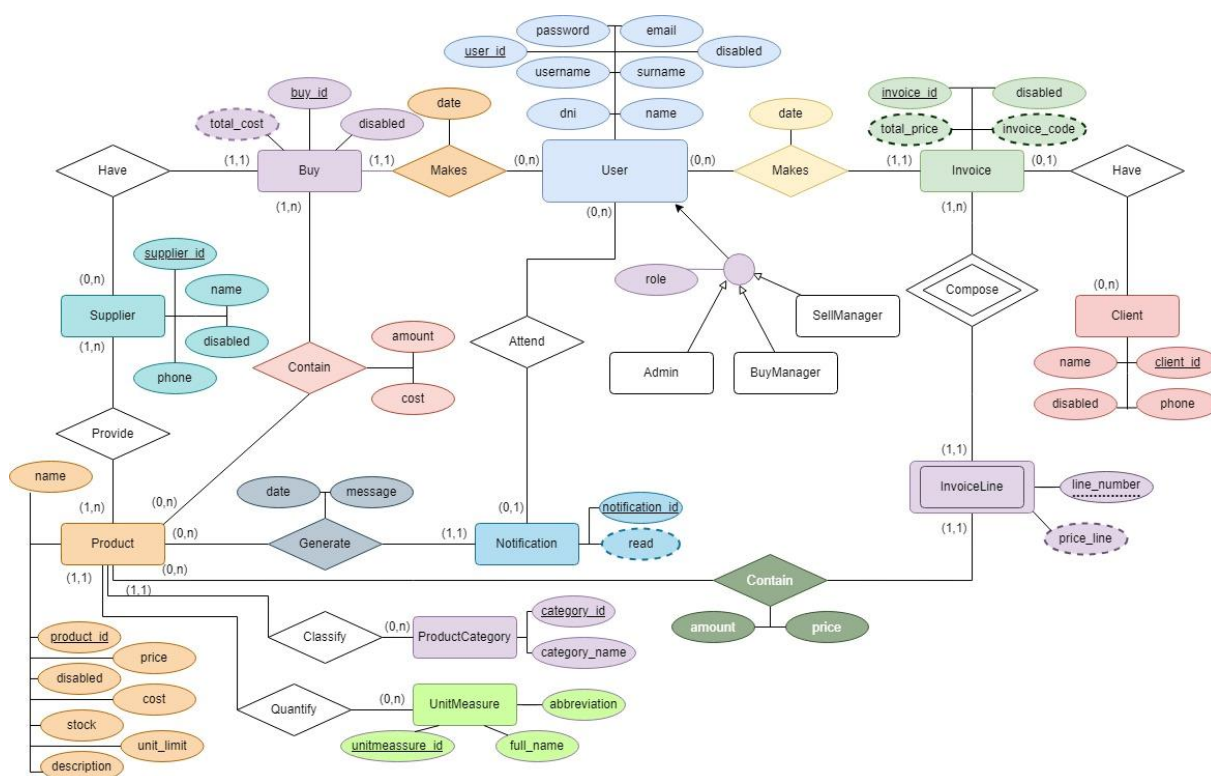 password
email
user_id
disabled
username
surname
dni
name
buy_id
total_cost
disabled
date
date
invoice_id
disabled
total_price
invoice_code
Have
(1,1)
Buy
(1,1)
Makes
(0,n)
User
(0,n)
Makes
(1,1)
Invoice
(0,1)
Have
(1,n)
(0,n)
(1,n)
supplier_id
name
disabled
phone
(0,n)
Supplier
(1,n)
role
SellManager
Admin
BuyManager
Compose
(0,n)
Client
name
client_id
disabled
phone
Attend
Contain
amount
cost
Provide
name
(0,n)
(1,n)
Product
(0,n)
date
message
Generate
(0,1)
(1,1)
Notification
notification_id
read
(1,1)
InvoiceLine
line_number
price_line
(1,1)
(1,1)
(1,1)
(0,n)
Contain
amount
price
Classify
(0,n)
ProductCategory
category_id
category_name
Quantify
(0,n)
UnitMeasure
abbreviation
unitmeassure_id
full_name
product_id
price
disabled
cost
stock
unit_limit
description